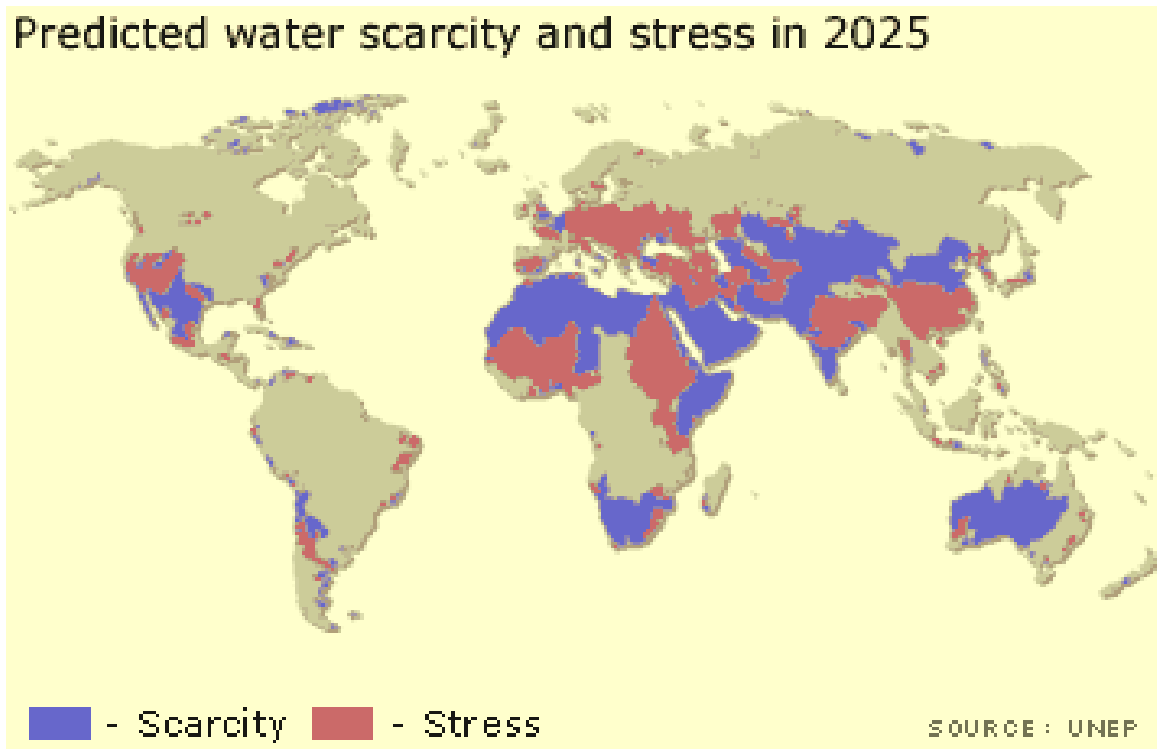 Predicted water scarcity and stress in 2025
- Scarcity
- Stress
SOURCE: UNEP